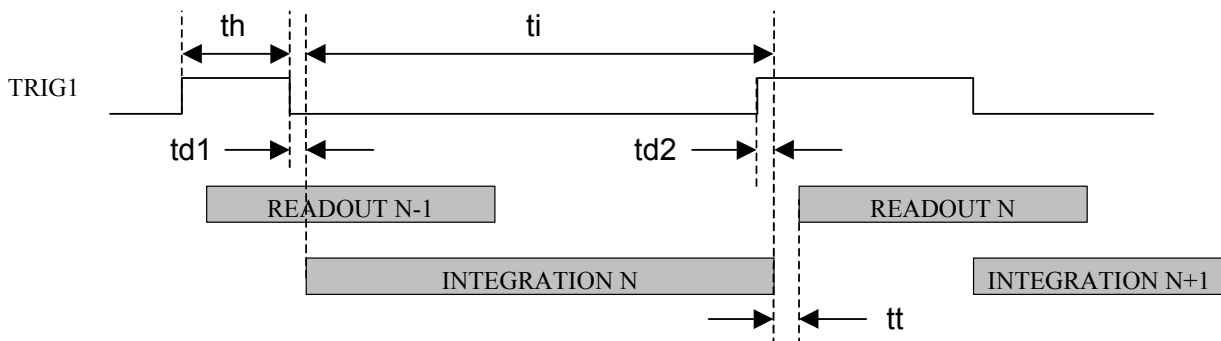 th ti
TRIG1
td1 td2
READOUT N-1 READOUT N
INTEGRATION N INTEGRATION N+1
tt